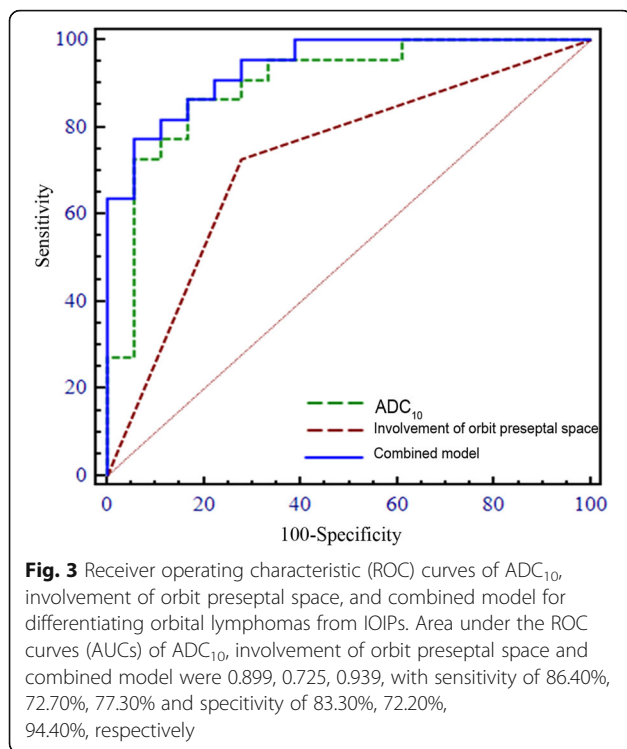 100
80
60
40
20
0
Sensitivity
ADC₁₀
Involvement of orbit preseptal space
Combined model
0 20 40 60 80 100
100-Specificity
Fig. 3 Receiver operating characteristic (ROC) curves of ADC₁₀,
involvement of orbit preseptal space, and combined model for
differentiating orbital lymphomas from IOIPs. Area under the ROC
curves (AUCs) of ADC₁₀, involvement of orbit preseptal space and
combined model were 0.899, 0.725, 0.939, with sensitivity of 86.40%,
72.70%, 77.30% and specitivity of 83.30%, 72.20%,
94.40%, respectively